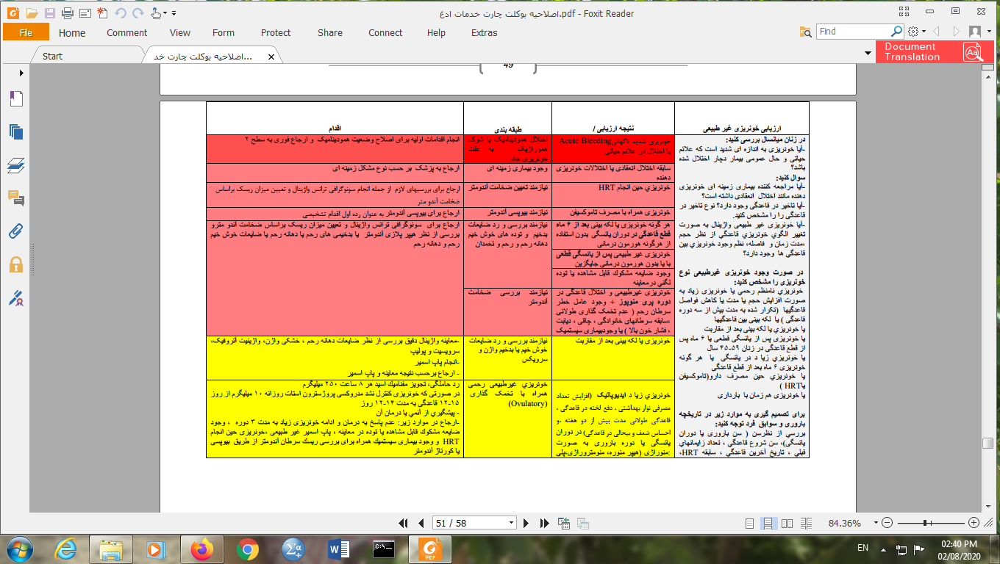 اصلاحیه بوکلت چارت خدمات ادغ.pdf - Foxit Reader
File Home Comment View Form Protect Share Connect Help Extras
Find
Start
...اصلاحیه بوکلت چارت خد
Document
Translation
49
ارزیابی خونریزی غیر طبیعی
نتیجه ارزیابی /
طبقه بندی
اقدام
در زنان میانسال بررسی کنید:
-آیا خونریزی به اندازه ای شدید است که علائم
حیاتی و حال عمومی بیمار دچار اختلال شده
باشد؟
سوال کنید:
-آیا مراجعه کننده بیماری زمینه ای خونریزی
دهنده مانند اختلال انعقادی داشته است؟
-آیا تاخیر در قاعدگی وجود دارد؟ نوع تاخیر در
قاعدگی را را مشخص کنید.
-آیا خونریزی غیر طبیعی واژینال به صورت
تغییر الگوی خونریزی قاعدگی از نظر حجم
،مدت زمان و فاصله، نظم وجود خونریزی بین
قاعدگی ها وجود دارد؟
در صورت وجود خونریزی غیرطبیعی نوع
خونریزی را مشخص کنید:
خونریزی نامنظم رحمی یا خونریزی زیاد به
صورت افزایش حجم یا مدت یا کاهش فواصل
قاعدگیها (تکرار شده به مدت بیش از سه دوره
قاعدگی ) یا لکه بینی بین قاعدگیها
یا خونریزی یا لکه بینی بعد از مقاربت
یا خونریزی پس از یائسگی قطعی یا ۶ ماه پس
از قطع قاعدگی در زنان ۵۹-۴۵ سال
یا خونریزی زیا د در یائسگی یا هر گونه
خونریزی ۶ ماه بعد از قطع قاعدگی
یا خونریزی حین مصرف دارو(تاموکسیفن
یاHRT )
یا خونریزی هم زمان با بارداری
برای تصمیم گیری به موارد زیر در تاریخچه
باروری و سوابق فرد توجه کنید:
بررسی از نظرسن ( سن باروری یا دوران
یائسگی)، سن شروع قاعدگی ، تعداد زایمانهای
قبلی ، تاریخ آخرین قاعدگی ، سابقه HRT،
خونریزی شدید ناگهانیAcute Bleeding
با اختلال در علائم حیاتی
اختلال همودینامیک یا شوک
هموراژیک به علت
خونریزی حاد
انجام اقدامات اولیه برای اصلاح وضعیت همودینامیک و ارجاع فوری به سطح ۲
سابقه اختلال انعقادی یا اختلالات خونریزی
دهنده
وجود بیماری زمینه ای
ارجاع به پزشک بر حسب نوع مشکل زمینه ای
خونریزی حین انجام HRT
نیازمند تعیین ضخامت آندومتر
ارجاع برای بررسیهای لازم از جمله انجام سونوگرافی ترانس واژینال و تعیین میزان ریسک براساس
ضخامت آندو متر
خونریزی همراه با مصرف تاموکسیفن
نیازمند بیوپسی آندومتر
ارجاع برای بیوپسی آندومتر به عنوان رده اول اقدام تشخیصی
هر گونه خونریزی یا لکه بینی بعد از ۶ ماه
قطع قاعدگی در دوران یائسگی بدون استفاده
از هرگونه هورمون درمانی
نیازمند بررسی و رد ضایعات
بدخیم و توده های خوش خیم
دهانه رحم و رحم و تخمدان
ارجاع برای سونوگرافی ترانس واژینال و تعیین میزان ریسک براساس ضخامت آندو مترو
بررسی از نظر هیپر پلازی آندومتر یا بدخیمی های رحم یا دهانه رحم یا ضایعات خوش خیم
رحم و دهانه رحم
خونریزی غیر طبیعی پس از یائسگی قطعی
با یا بدون هورمون درمانی جایگزین
وجود ضایعه مشکوک قابل مشاهده یا توده
لگنی درمعاینه
خونریزی غیرطبیعی و اختلال قاعدگی در
دوره پری منوپوز + وجود عامل خطر
سرطان رحم ( عدم تخمک گذاری طولانی
،سابقه سرطانهای خانوادگی ، چاقی ، دیابت
، فشار خون بالا ) یا وجودبیماری سیستمیک
نیازمند بررسی ضخامت
آندومتر
خونریزی یا لکه بینی بعد از مقاربت
نیازمند بررسی و رد ضایعات
خوش خیم یا بدخیم واژن و
سرویکس
-معاینه واژینال دقیق بررسی از نظر ضایعات دهانه رحم ، خشکی واژن، واژینیت آتروفیک،
سرویسیت و پولیپ
-انجام پاپ اسمیر
- ارجاع برحسب نتیجه معاینه و پاپ اسمیر
خونریزی زیا د ایدیوپاتیک (افزایش تعداد
مصرفی نوار بهداشتی ، دفع لخته در قاعدگی ،
قاعدگی طولانی مدت بیش از دو هفته ،و
احساس ضعف و بیحالی در قاعدگی) در دوران
یائسگی یا دوره باروری به صورت
:منوراژی (هیپر منوره، منومتروراژی،پلی
خونریزی غیرطبیعی رحمی
همراه با تخمک گذاری
(Ovulatory)
رد حاملگی، تجویز مفنامیک اسید هر ۸ ساعت ۲۵۰ میلیگرم
در صورتی که خونریزی کنترل نشد مدروکسی پروژسترون استات روزانه ۱۰ میلیگرم از روز
۱۵-۱۲ قاعدگی به مدت ۱۴-۱۲ روز
- پیشگیری از آنمی یا درمان آن
-ارجاع در موارد زیر: عدم پاسخ به درمان و ادامه خونریزی زیاد به مدت ۳ دوره ، وجود
ضایعه مشکوک قابل مشاهده یا توده در معاینه ، پاپ اسمیر غیر طبیعی ،خونریزی حین انجام
HRT و وجود بیماری سیستمیک همراه برای بررسی ریسک سرطان آندومتر از طریق بیوپسی
یا کورتاژ آندومتر
51 / 58
84.36%
EN
02:40 PM
02/08/2020